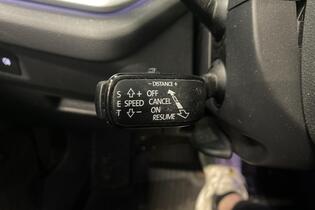 − DISTANCE +
S ⇧+ OFF
E SPEED CANCEL
T ⇩− ON
RESUME